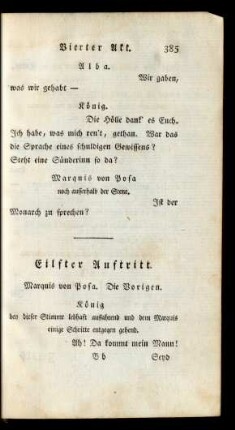 Vierter Akt. 385
Alba.
Wir gaben,
was wir gehabt —
König.
Die Hölle dank' es Euch.
Ich habe, was mich reu't, gethan. War das
die Sprache eines schuldigen Gewissens?
Steht eine Sünderinn so da?
Marquis von Posa
noch ausserhalb der Szene.
Ist der
Monarch zu sprechen?
Eilfter Auftritt.
Marquis von Posa. Die Vorigen.
König
bey dieser Stimme lebhaft auffahrend und dem Marquis
einige Schritte entgegen gehend.
Ah! Da kommt mein Mann!
B b Seyd